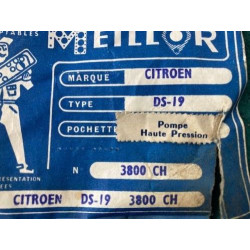 MEILLOR
MARQUE CITROEN
TYPE DS-19
POCHETTE Pompe
Haute Pression
N 3800 CH
CITROEN DS-19 3800 CH